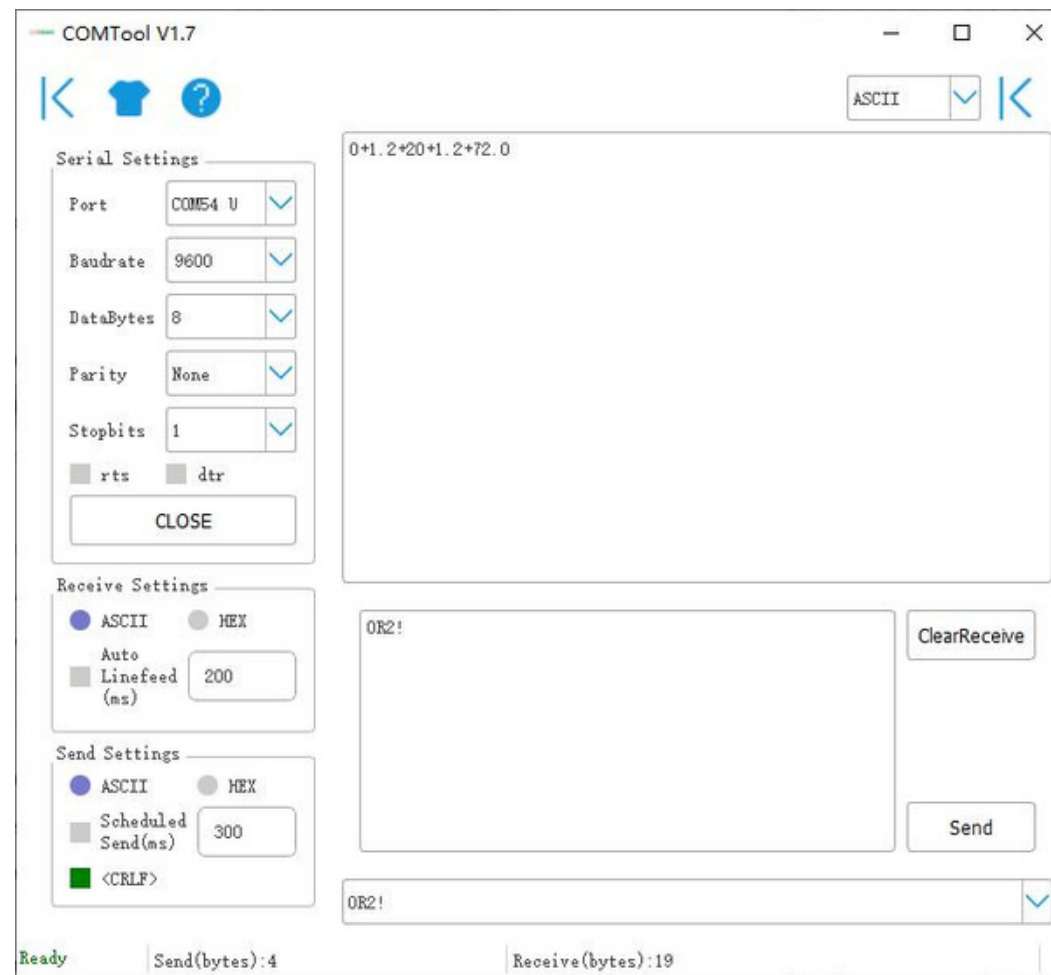 COMTool V1.7
ASCII
Serial Settings
Port COM54 U
Baudrate 9600
DataBytes 8
Parity None
Stopbits 1
rts dtr
CLOSE
0+1.2+20+1.2+72.0
Receive Settings
ASCII HEX
Auto
Linefeed
(ms)
200
Send Settings
ASCII HEX
Scheduled
Send(ms)
300
<CRLF>
0R2!
ClearReceive
Send
0R2!
Ready Send(bytes):4 Receive(bytes):19